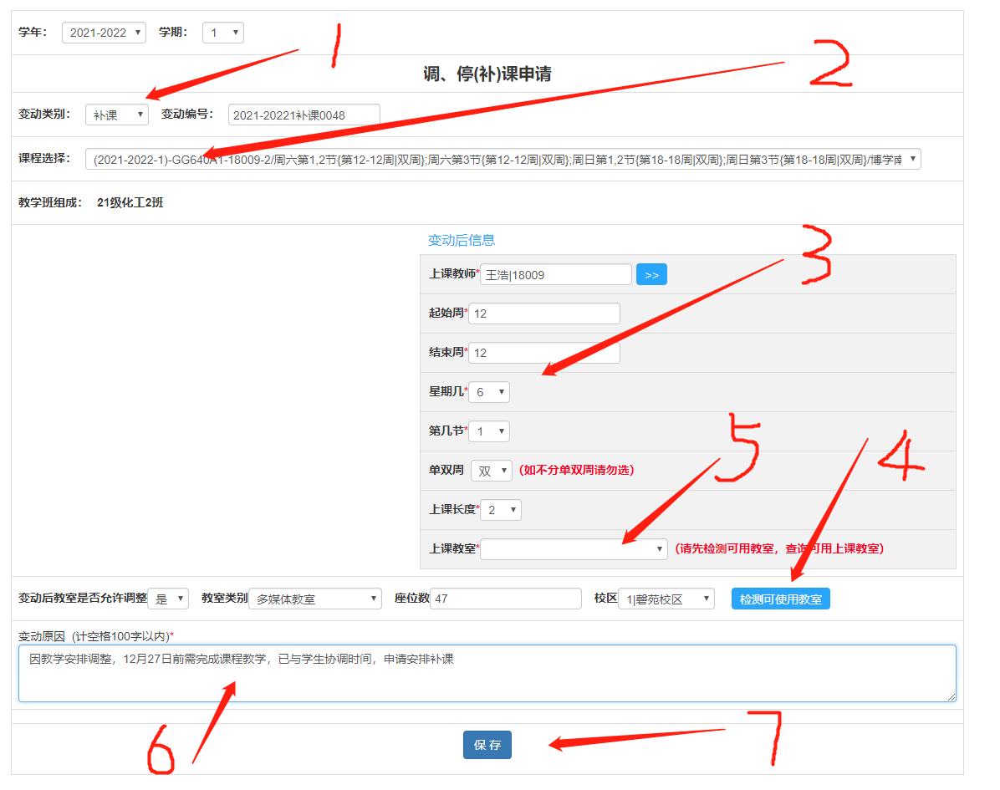 学年： 2021-2022 学期： 1
1
2
调、停(补)课申请
变动类别： 补课 变动编号： 2021-20221补课0048
课程选择： (2021-2022-1)-GG640A1-18009-2/周六第1,2节{第12-12周|双周};周六第3节{第12-12周|双周};周日第1,2节{第18-18周|双周};周日第3节{第18-18周|双周}/博学南
教学班组成： 21级化工2班
变动后信息
3
上课教师* 王浩|18009 >>
起始周* 12
结束周* 12
星期几* 6
第几节* 1
5
4
单双周 双 (如不分单双周请勿选)
上课长度* 2
上课教室* (请先检测可用教室，查询可用上课教室)
变动后教室是否允许调整 是 教室类别 多媒体教室 座位数 47 校区 1|磬苑校区 检测可使用教室
变动原因（计空格100字以内)*
因教学安排调整，12月27日前需完成课程教学，已与学生协调时间，申请安排补课
6
7
保 存